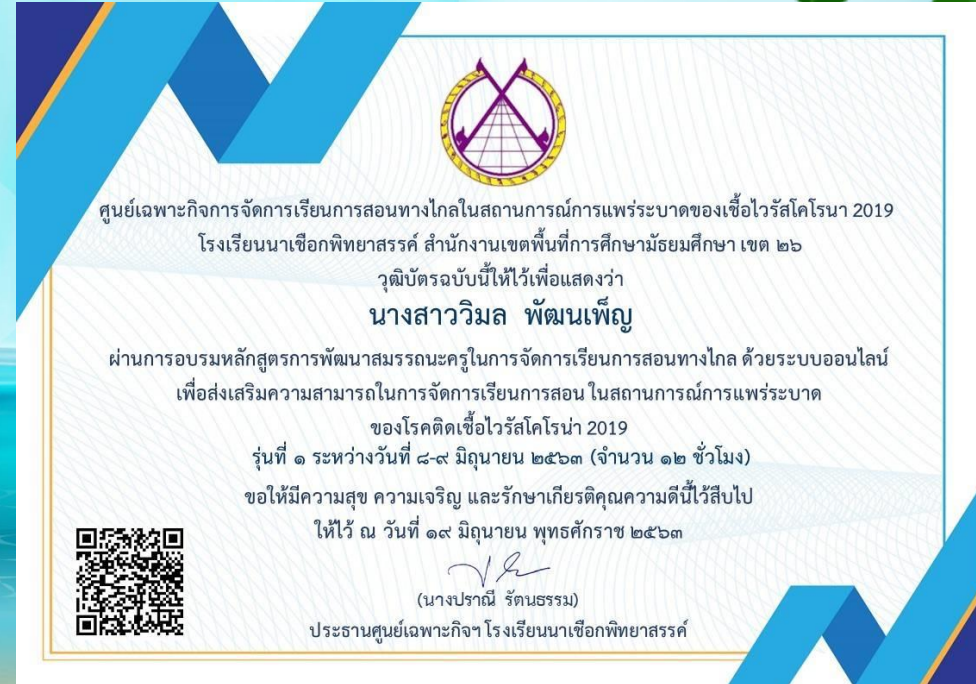 ศูนย์เฉพาะกิจการจัดการเรียนการสอนทางไกลในสถานการณ์การแพร่ระบาดของเชื้อไวรัสโคโรนา 2019
โรงเรียนนาเชือกพิทยาสรรค์ สำนักงานเขตพื้นที่การศึกษามัธยมศึกษา เขต ๒๖
วุฒิบัตรฉบับนี้ให้ไว้เพื่อแสดงว่า
นางสาววิมล พัฒนเพ็ญ
ผ่านการอบรมหลักสูตรการพัฒนาสมรรถนะครูในการจัดการเรียนการสอนทางไกล ด้วยระบบออนไลน์
เพื่อส่งเสริมความสามารถในการจัดการเรียนการสอน ในสถานการณ์การแพร่ระบาด
ของโรคติดเชื้อไวรัสโคโรน่า 2019
รุ่นที่ ๑ ระหว่างวันที่ ๘-๙ มิถุนายน ๒๕๖๓ (จำนวน ๑๒ ชั่วโมง)
ขอให้มีความสุข ความเจริญ และรักษาเกียรติคุณความดีนี้ไว้สืบไป
ให้ไว้ ณ วันที่ ๑๙ มิถุนายน พุทธศักราช ๒๕๖๓
(นางปราณี รัตนธรรม)
ประธานศูนย์เฉพาะกิจฯ โรงเรียนนาเชือกพิทยาสรรค์